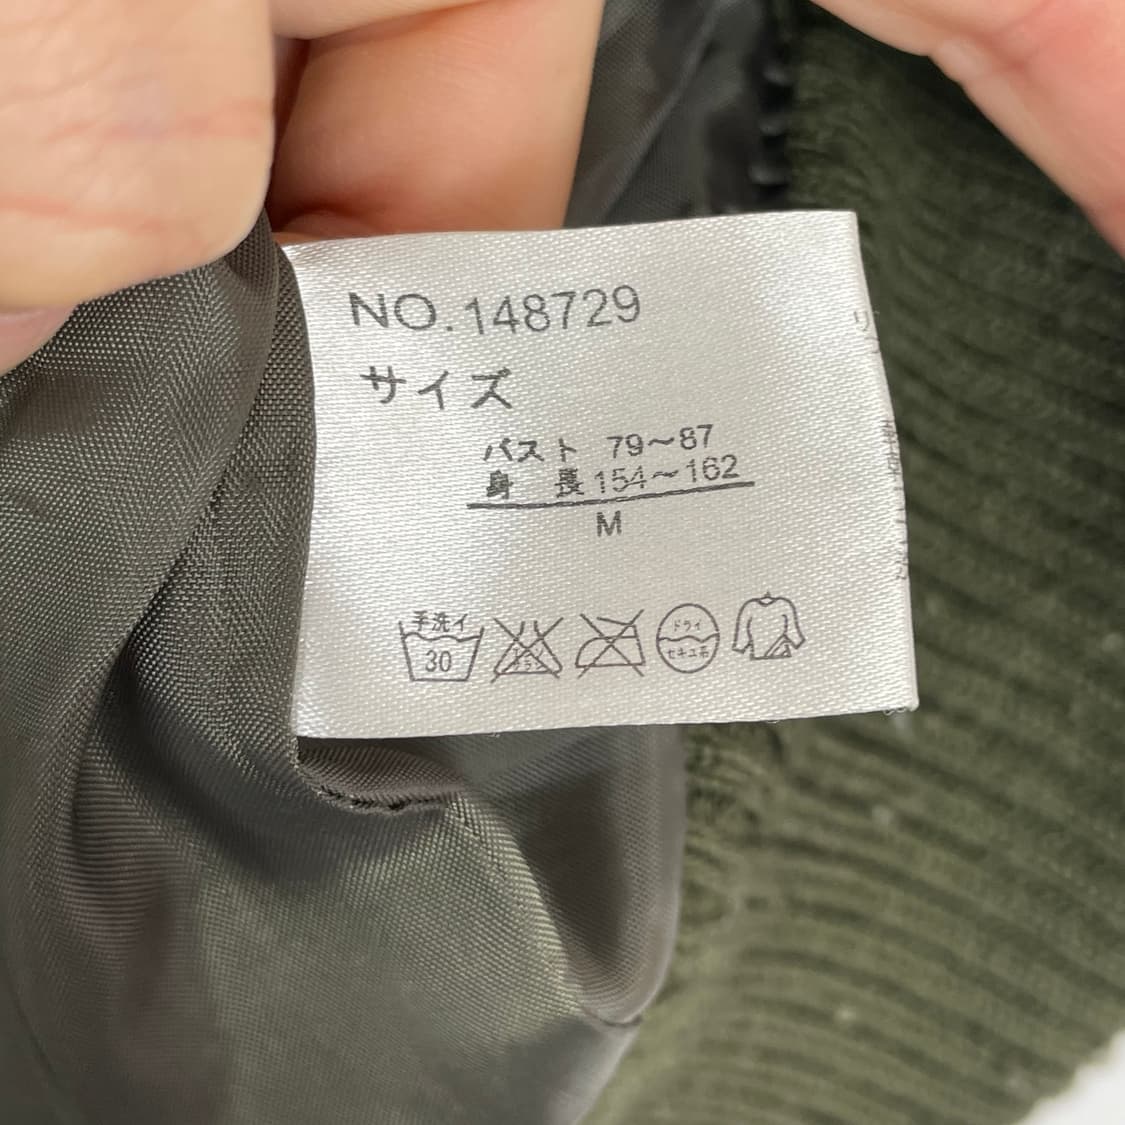 NO.148729
サイズ
バスト 79～87
身 長 154～162
M
手洗イ
30
ドライ
セキユ系